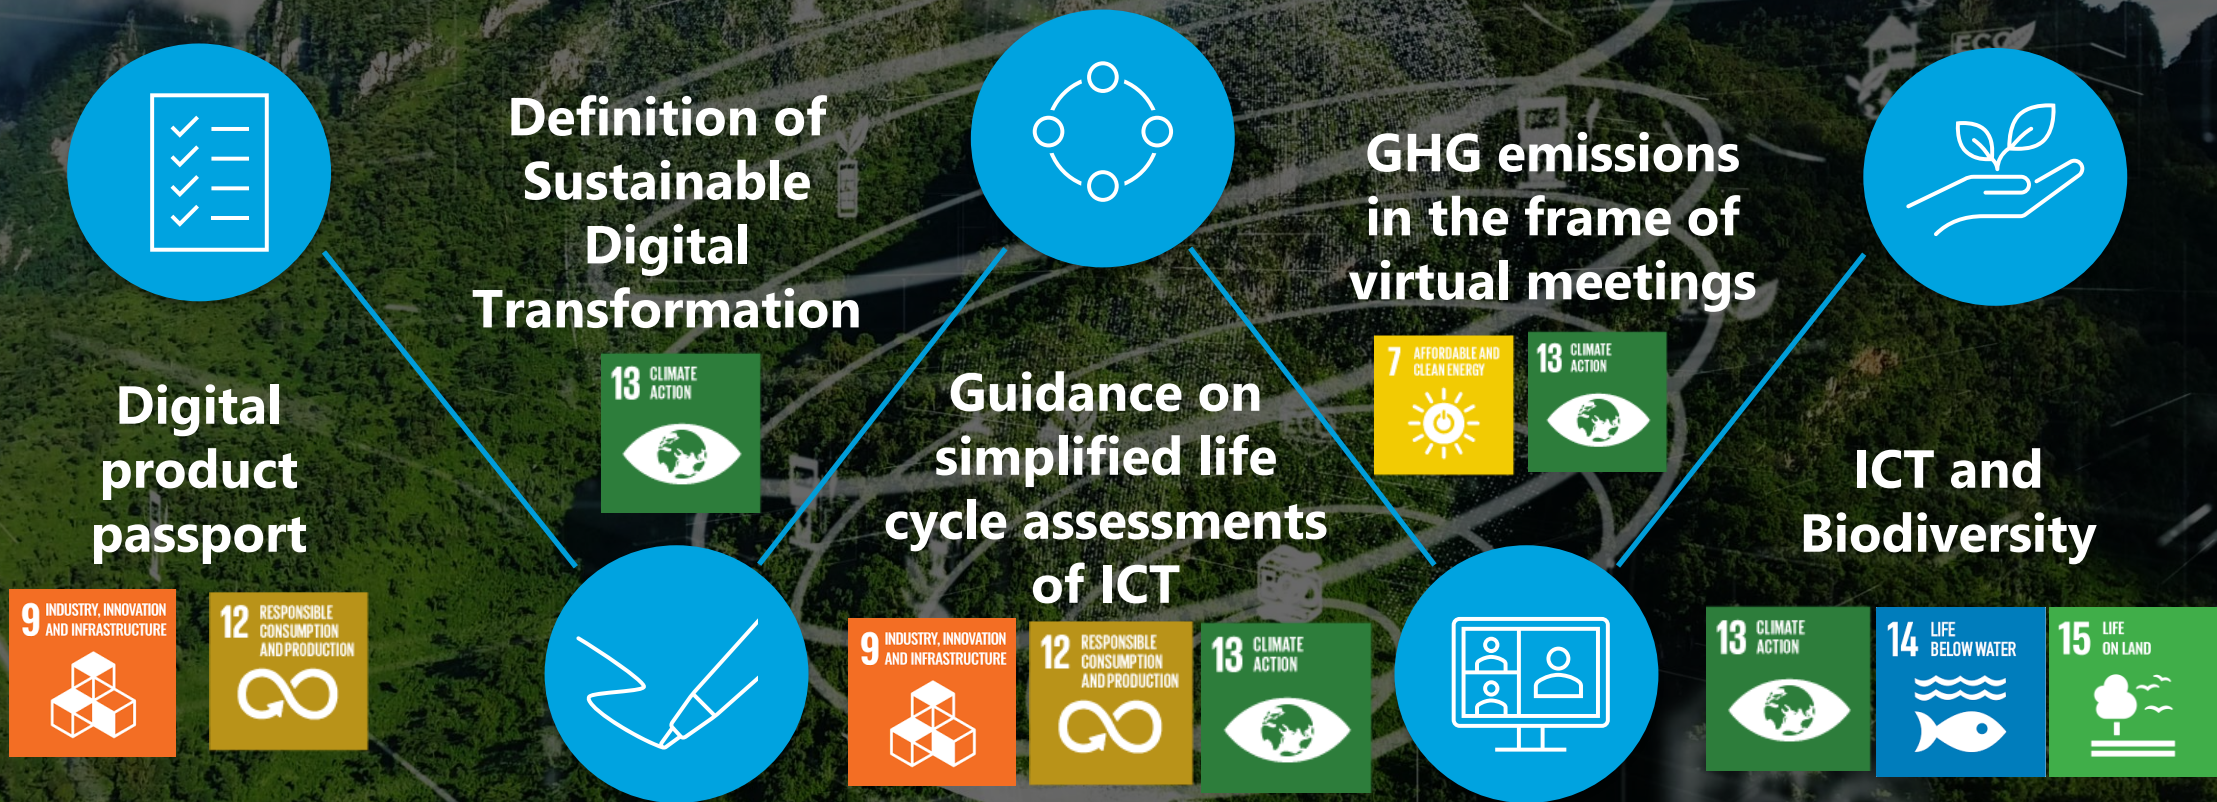 Digital
product
passport
9 INDUSTRY, INNOVATION
AND INFRASTRUCTURE
12 RESPONSIBLE
CONSUMPTION
AND PRODUCTION
Definition of
Sustainable
Digital
Transformation
13 CLIMATE
ACTION
Guidance on
simplified life
cycle assessments
of ICT
9 INDUSTRY, INNOVATION
AND INFRASTRUCTURE
12 RESPONSIBLE
CONSUMPTION
AND PRODUCTION
13 CLIMATE
ACTION
GHG emissions
in the frame of
virtual meetings
7 AFFORDABLE AND
CLEAN ENERGY
13 CLIMATE
ACTION
ECO
ICT and
Biodiversity
13 CLIMATE
ACTION
14 LIFE
BELOW WATER
15 LIFE
ON LAND